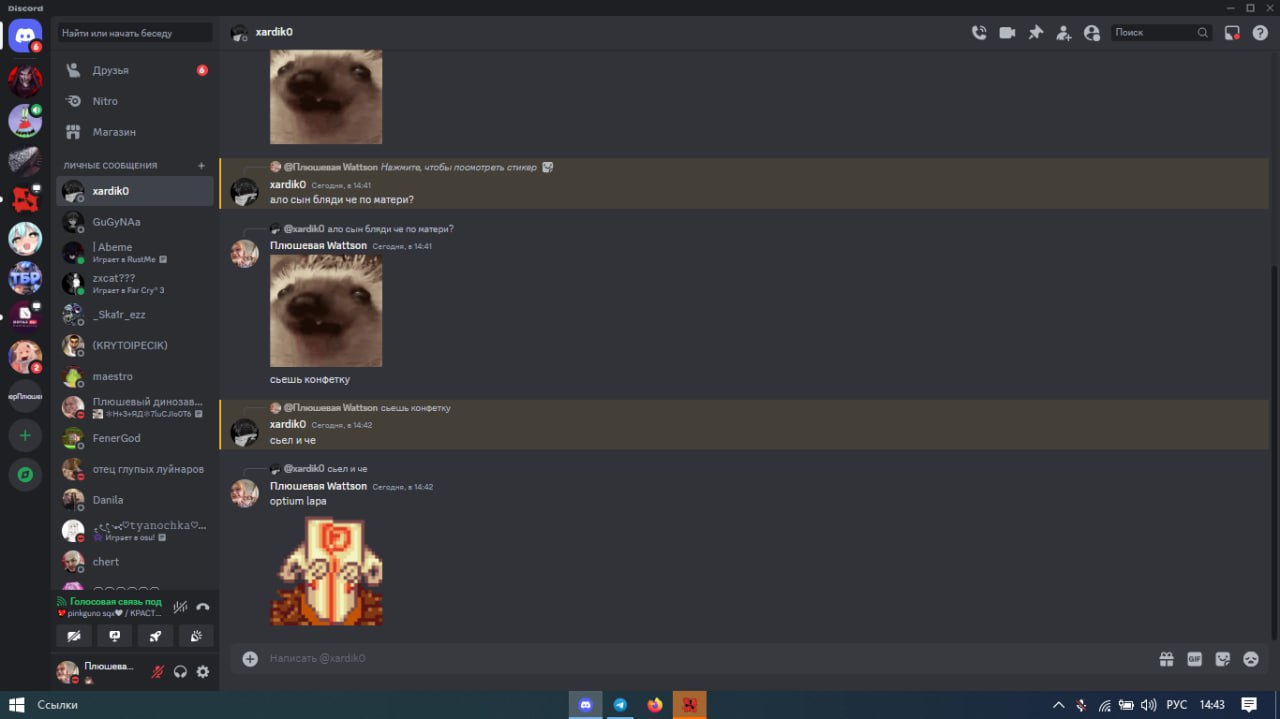 Discord
Найти или начать беседу
xardik0
Поиск
6
Друзья
6
Nitro
Магазин
ЛИЧНЫЕ СООБЩЕНИЯ
xardik0
GuGyNAa
| Abeme
Играет в RustMe
zxcat???
Играет в Far Cry® 3
_Ska1r_ezz
(KRYTOIPECIK)
maestro
Плюшевый динозав...
FenerGod
отец глупых луйнаров
Danila
tyanochka♡...
Играет в osu!
chert
ТБР
2
Голосовая связь под
pinkguno sqx♥ / КРАСТ...
Плюшева...
@Плюшевая Wattson Нажмите, чтобы посмотреть стикер
xardik0 Сегодня, в 14:41
ало сын бляди че по матери?
@xardik0 ало сын бляди че по матери?
Плюшевая Wattson Сегодня, в 14:41
сьешь конфетку
@Плюшевая Wattson сьешь конфетку
xardik0 Сегодня, в 14:42
сьел и че
@xardik0 сьел и че
Плюшевая Wattson Сегодня, в 14:42
optium lapa
Написать @xardik0
GIF
Ссылки
РУС
14:43